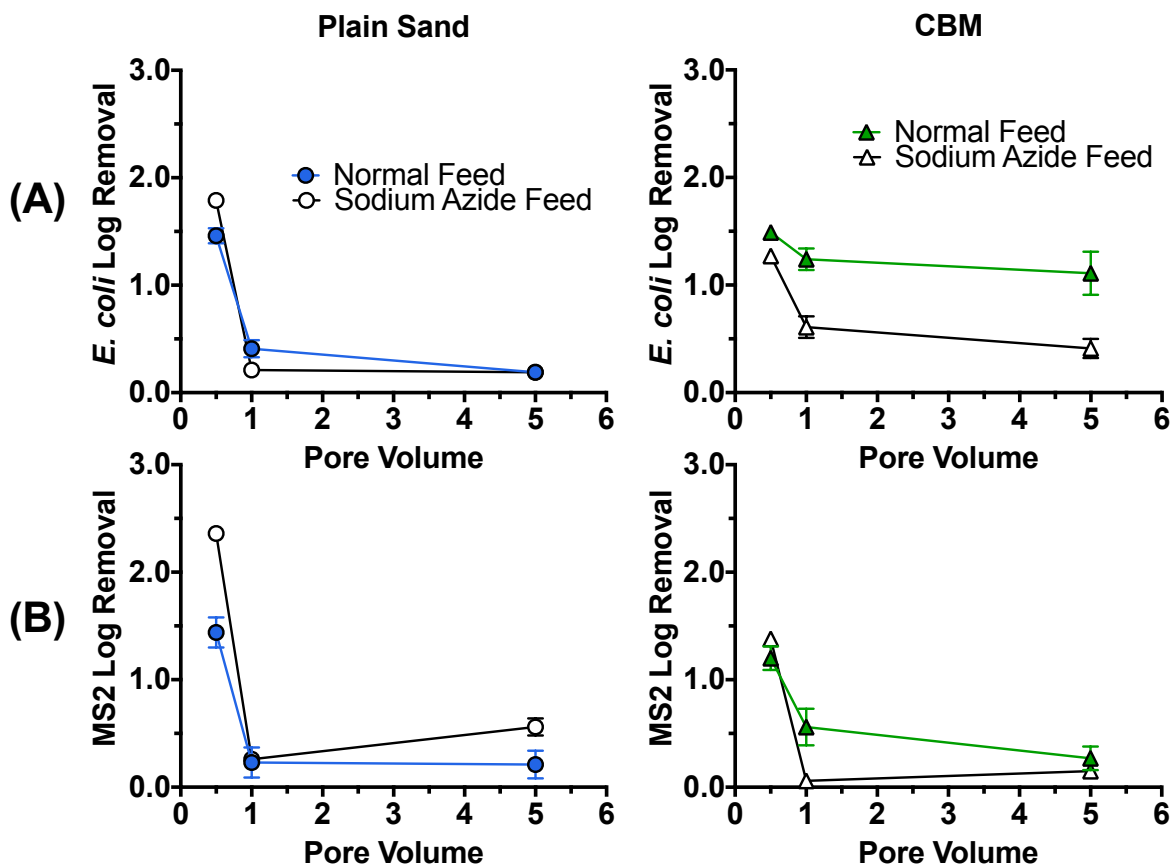 Plain Sand
CBM
(A)
E. coli Log Removal
3.0
2.0
1.0
0.0
Normal Feed
Sodium Azide Feed
0 1 2 3 4 5 6
Pore Volume
E. coli Log Removal
3.0
2.0
1.0
0.0
Normal Feed
Sodium Azide Feed
0 1 2 3 4 5 6
Pore Volume
(B)
MS2 Log Removal
3.0
2.0
1.0
0.0
0 1 2 3 4 5 6
Pore Volume
MS2 Log Removal
3.0
2.0
1.0
0.0
0 1 2 3 4 5 6
Pore Volume